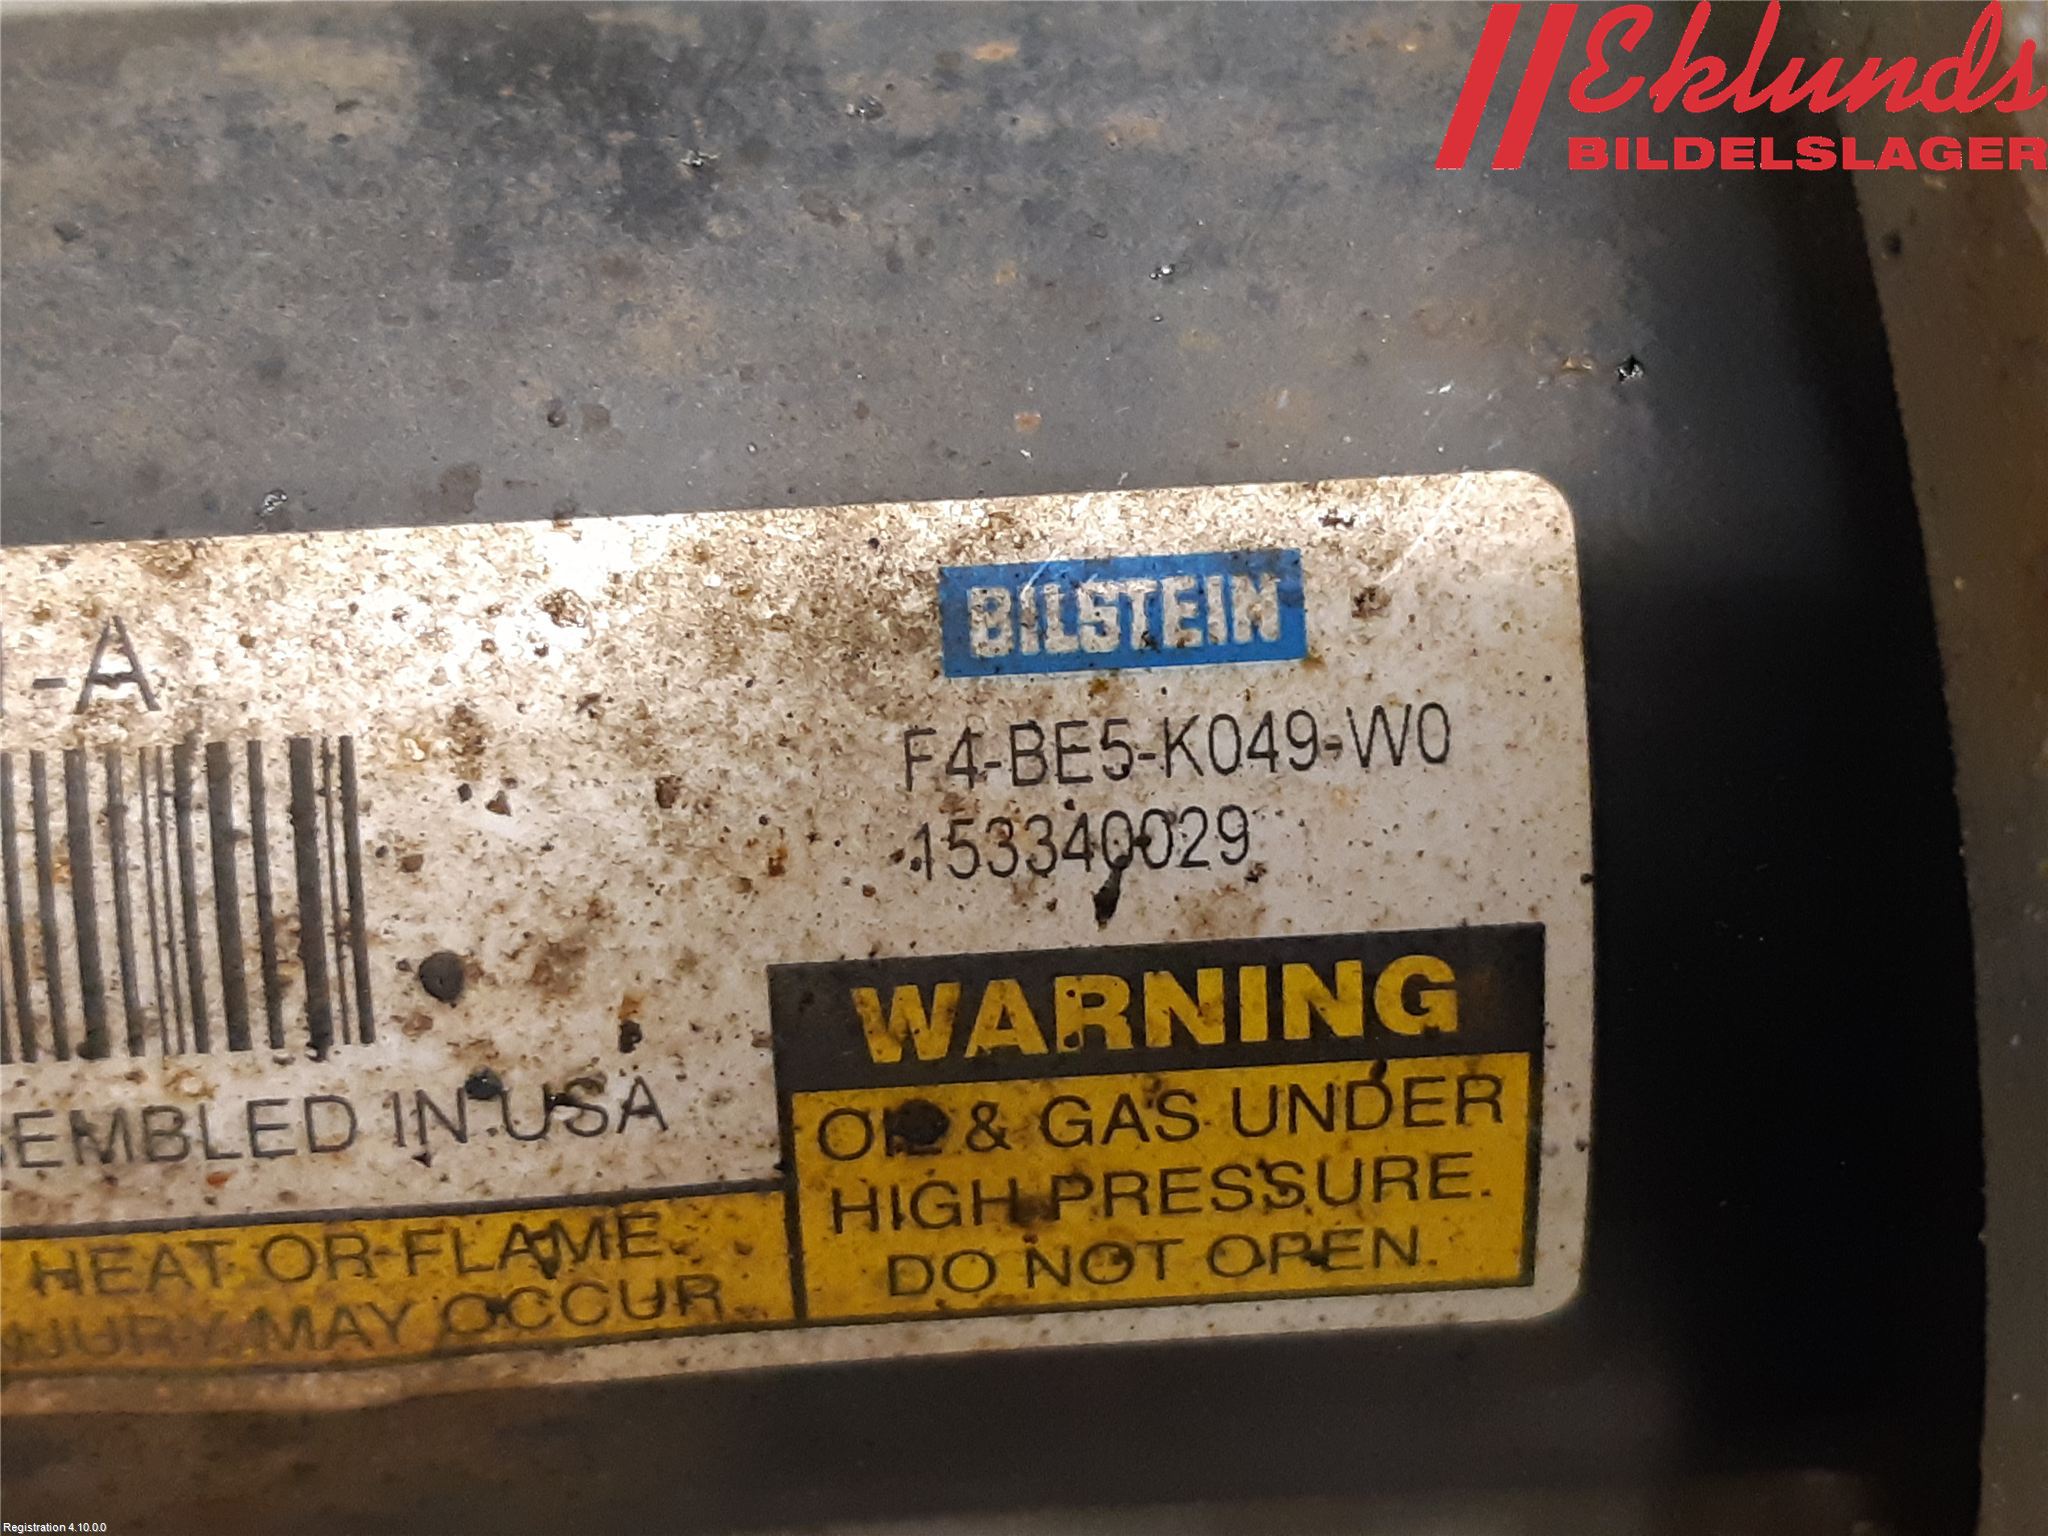 Eklunds
BILDELSLAGER
-A
BILSTEIN
F4-BE5-K049-W0
153340029
WARNING
OIL & GAS UNDER
HIGH PRESSURE.
DO NOT OPEN.
EMBLED IN USA
HEAT OR FLAME.
NJURY MAY OCCUR.
Registration 4.10.0.0